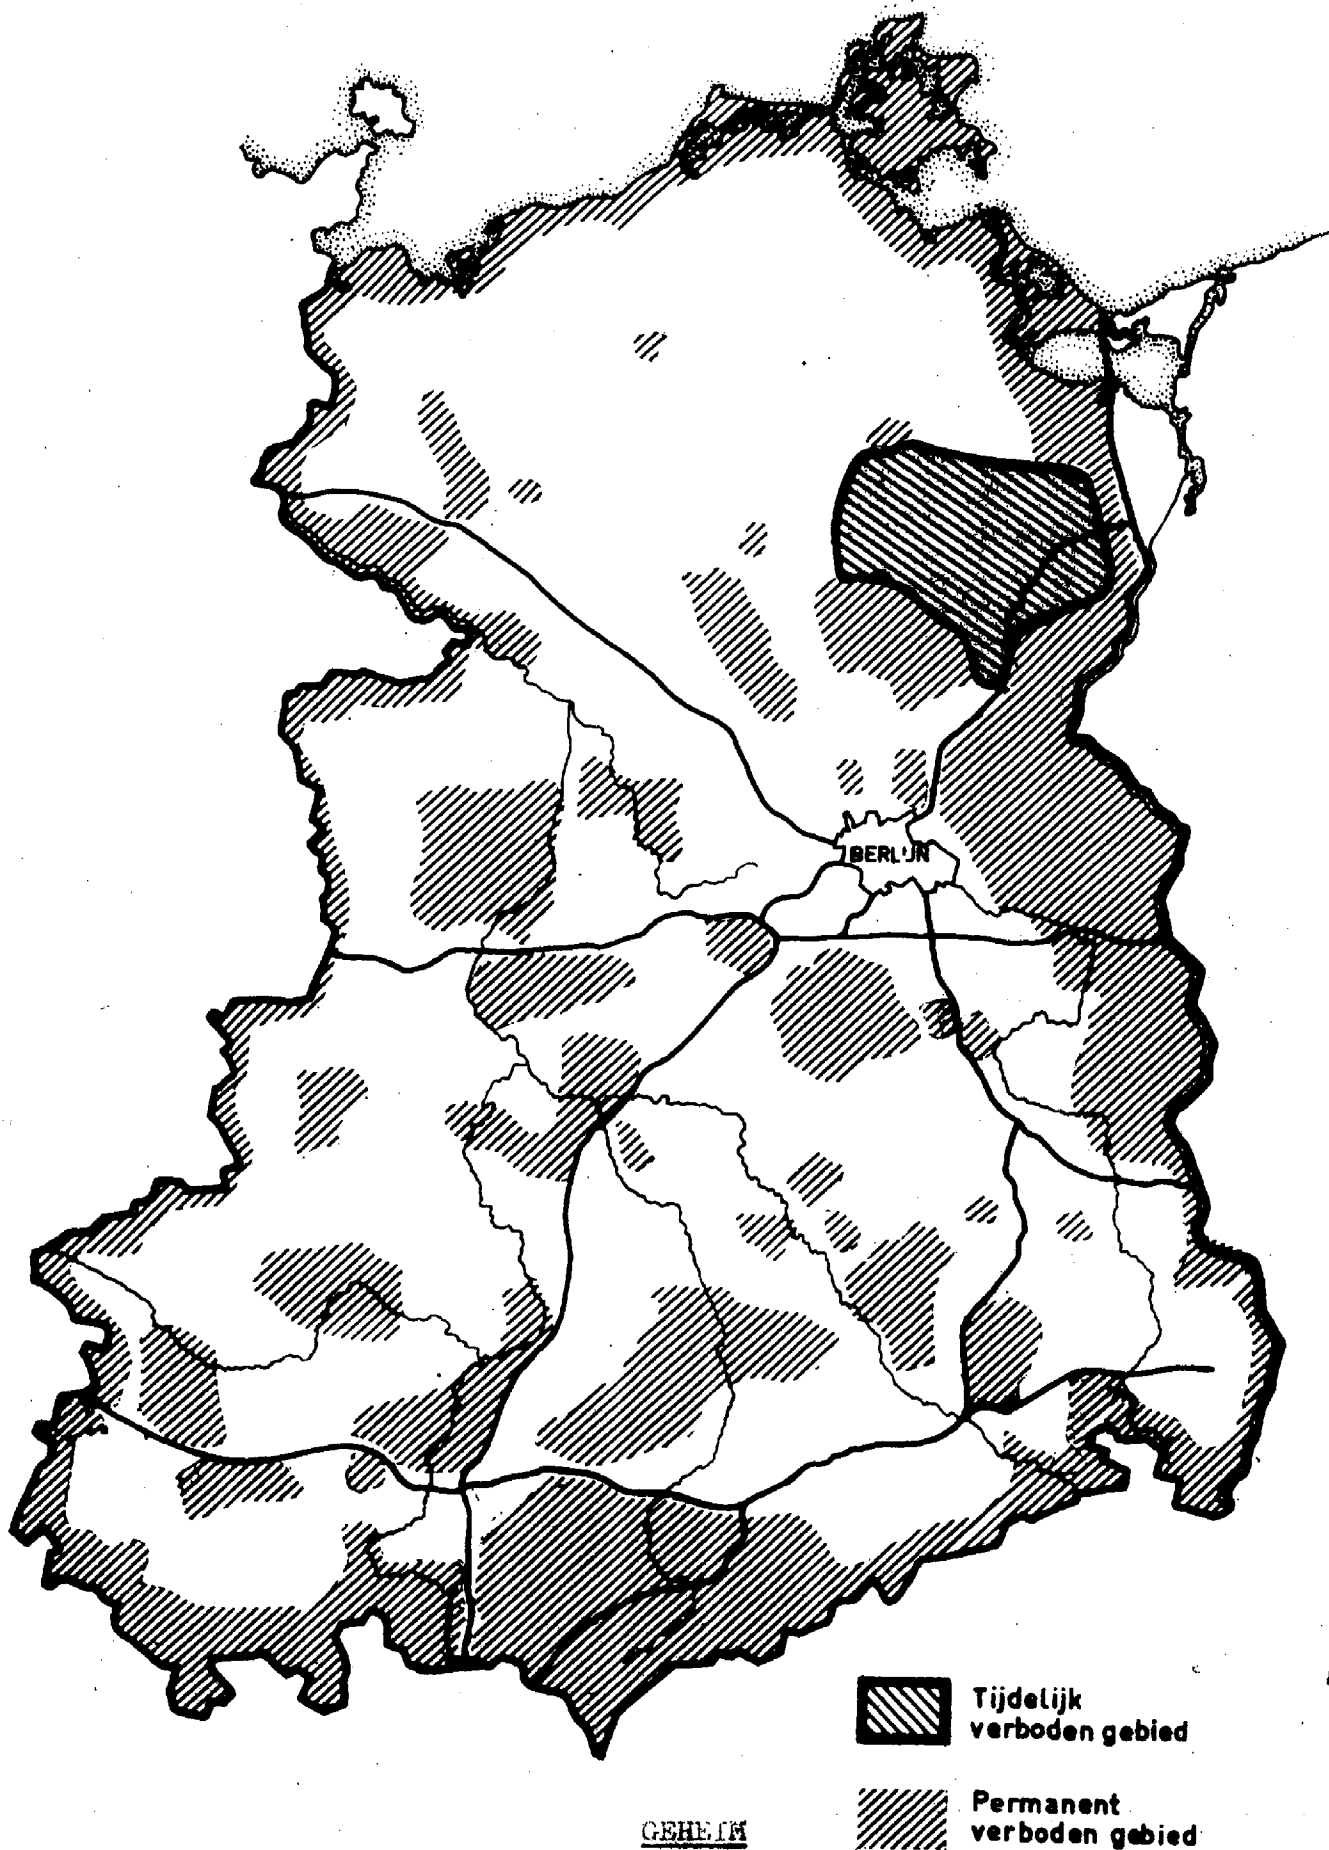 BERLIJN
Tijdelijk
verboden gebied
Permanent
verboden gebied
GEHEIM